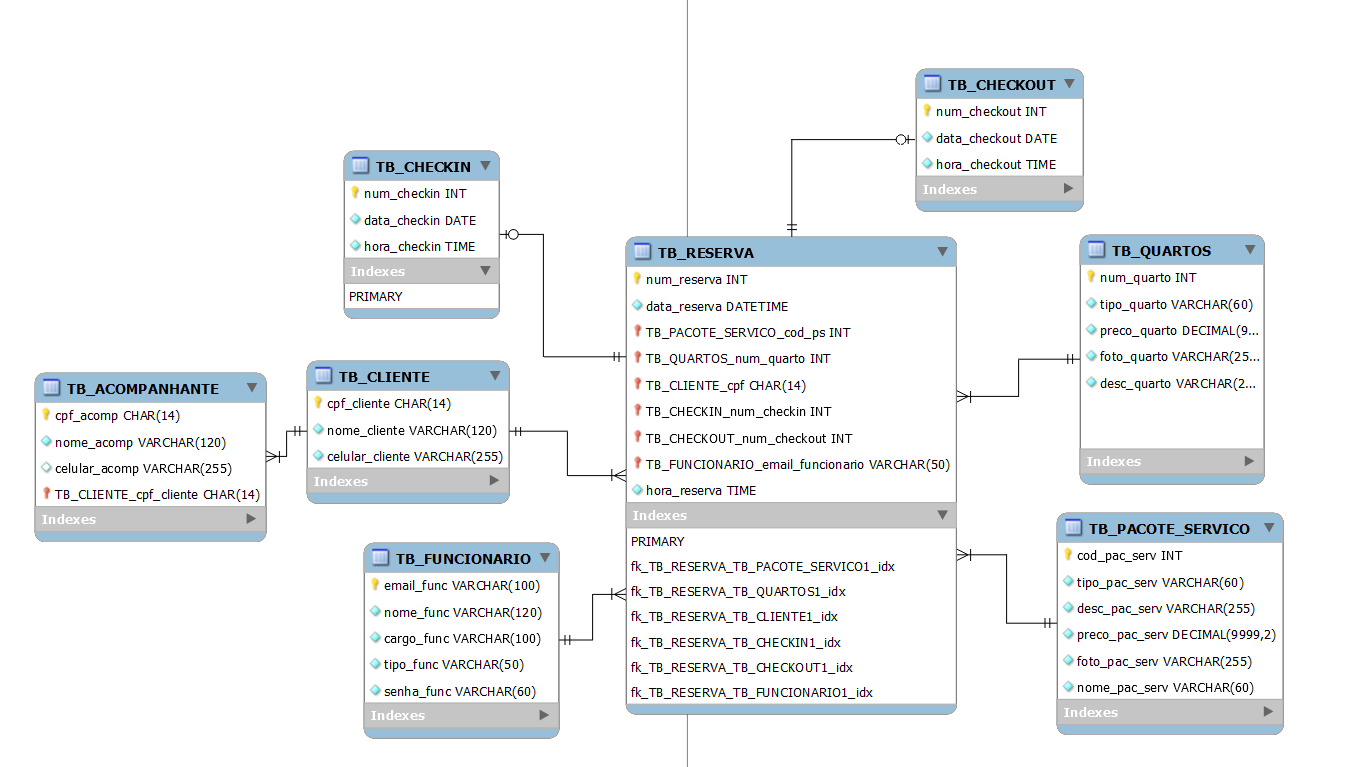 TB_CHECKOUT
num_checkout INT
data_checkout DATE
hora_checkout TIME
Indexes
TB_CHECKIN
num_checkin INT
data_checkin DATE
hora_checkin TIME
Indexes
PRIMARY
TB_RESERVA
num_reserva INT
data_reserva DATETIME
TB_PACOTE_SERVICO_cod_ps INT
TB_QUARTOS_num_quarto INT
TB_CLIENTE_cpf CHAR(14)
TB_CHECKIN_num_checkin INT
TB_CHECKOUT_num_checkout INT
TB_FUNCIONARIO_email_funcionario VARCHAR(50)
hora_reserva TIME
Indexes
PRIMARY
fk_TB_RESERVA_TB_PACOTE_SERVICO1_idx
fk_TB_RESERVA_TB_QUARTOS1_idx
fk_TB_RESERVA_TB_CLIENTE1_idx
fk_TB_RESERVA_TB_CHECKIN1_idx
fk_TB_RESERVA_TB_CHECKOUT1_idx
fk_TB_RESERVA_TB_FUNCIONARIO1_idx
TB_QUARTOS
num_quarto INT
tipo_quarto VARCHAR(60)
preco_quarto DECIMAL(9...
foto_quarto VARCHAR(25...
desc_quarto VARCHAR(2...
Indexes
TB_ACOMPANHANTE
cpf_acomp CHAR(14)
nome_acomp VARCHAR(120)
celular_acomp VARCHAR(255)
TB_CLIENTE_cpf_cliente CHAR(14)
Indexes
TB_CLIENTE
cpf_cliente CHAR(14)
nome_cliente VARCHAR(120)
celular_cliente VARCHAR(255)
Indexes
TB_FUNCIONARIO
email_func VARCHAR(100)
nome_func VARCHAR(120)
cargo_func VARCHAR(100)
tipo_func VARCHAR(50)
senha_func VARCHAR(60)
Indexes
TB_PACOTE_SERVICO
cod_pac_serv INT
tipo_pac_serv VARCHAR(60)
desc_pac_serv VARCHAR(255)
preco_pac_serv DECIMAL(9999,2)
foto_pac_serv VARCHAR(255)
nome_pac_serv VARCHAR(60)
Indexes